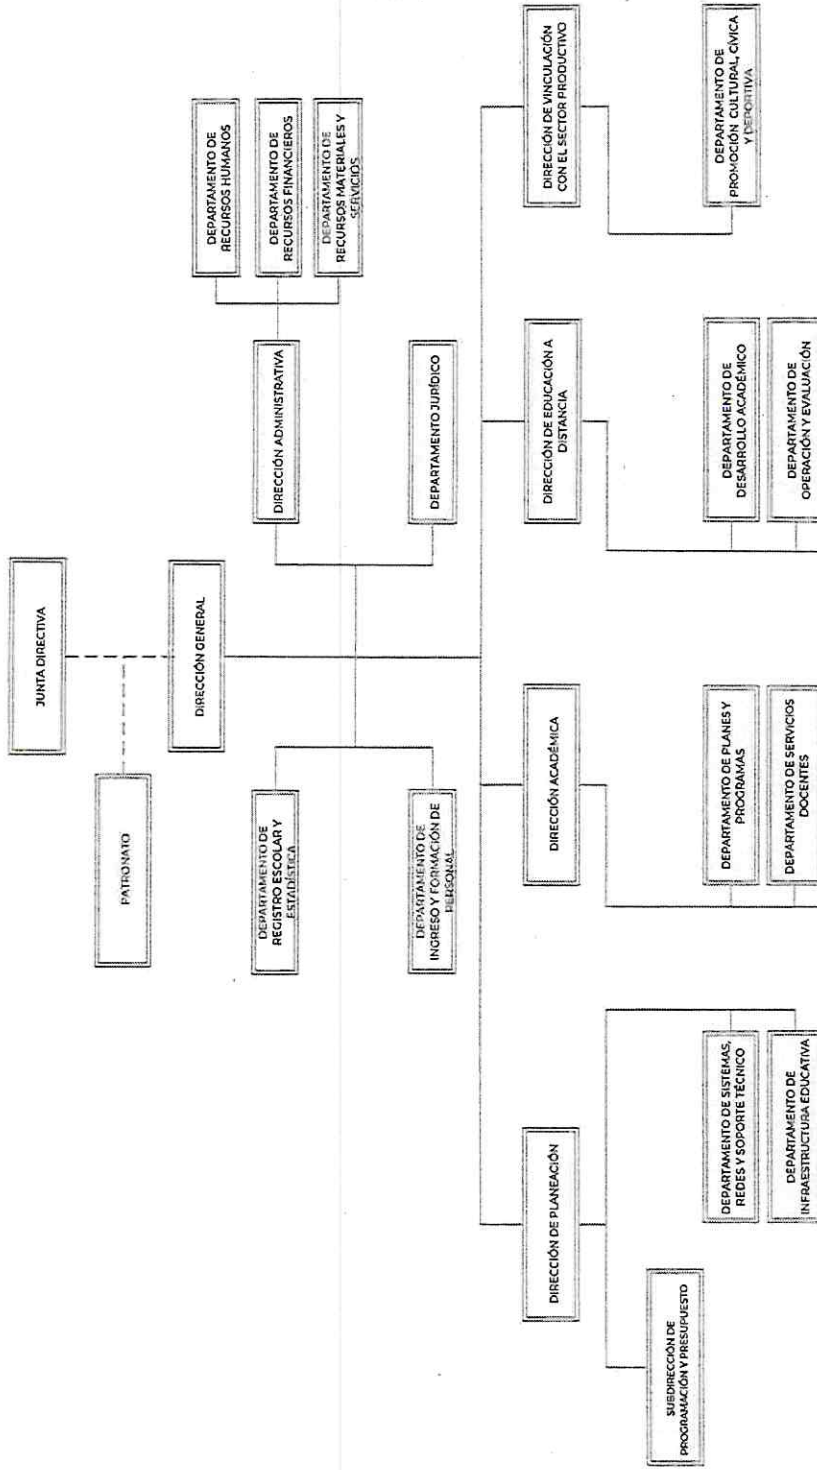 JUNTA DIRECTIVA
PATRONATO
DIRECCIÓN GENERAL
DEPARTAMENTO DE
REGISTRO ESCOLAR Y
ESTADÍSTICA
DIRECCIÓN ADMINISTRATIVA
DEPARTAMENTO DE
RECURSOS HUMANOS
DEPARTAMENTO DE
RECURSOS FINANCIEROS
DEPARTAMENTO DE
RECURSOS MATERIALES Y
SERVICIOS
DEPARTAMENTO DE
INGRESO Y FORMACIÓN DE
PERSONAL
DEPARTAMENTO JURÍDICO
DIRECCIÓN DE PLANEACIÓN
DIRECCIÓN ACADÉMICA
DIRECCIÓN DE EDUCACIÓN A
DISTANCIA
DIRECCIÓN DE VINCULACIÓN
CON EL SECTOR PRODUCTIVO
SUBDIRECCIÓN DE
PROGRAMACIÓN Y PRESUPUESTO
DEPARTAMENTO DE SISTEMAS,
REDES Y SOPORTE TÉCNICO
DEPARTAMENTO DE
INFRAESTRUCTURA EDUCATIVA
DEPARTAMENTO DE PLANES Y
PROGRAMAS
DEPARTAMENTO DE SERVICIOS
DOCENTES
DEPARTAMENTO DE
DESARROLLO ACADÉMICO
DEPARTAMENTO DE
OPERACIÓN Y EVALUACIÓN
DEPARTAMENTO DE
PROMOCIÓN CULTURAL, CÍVICA
Y DEPORTIVA